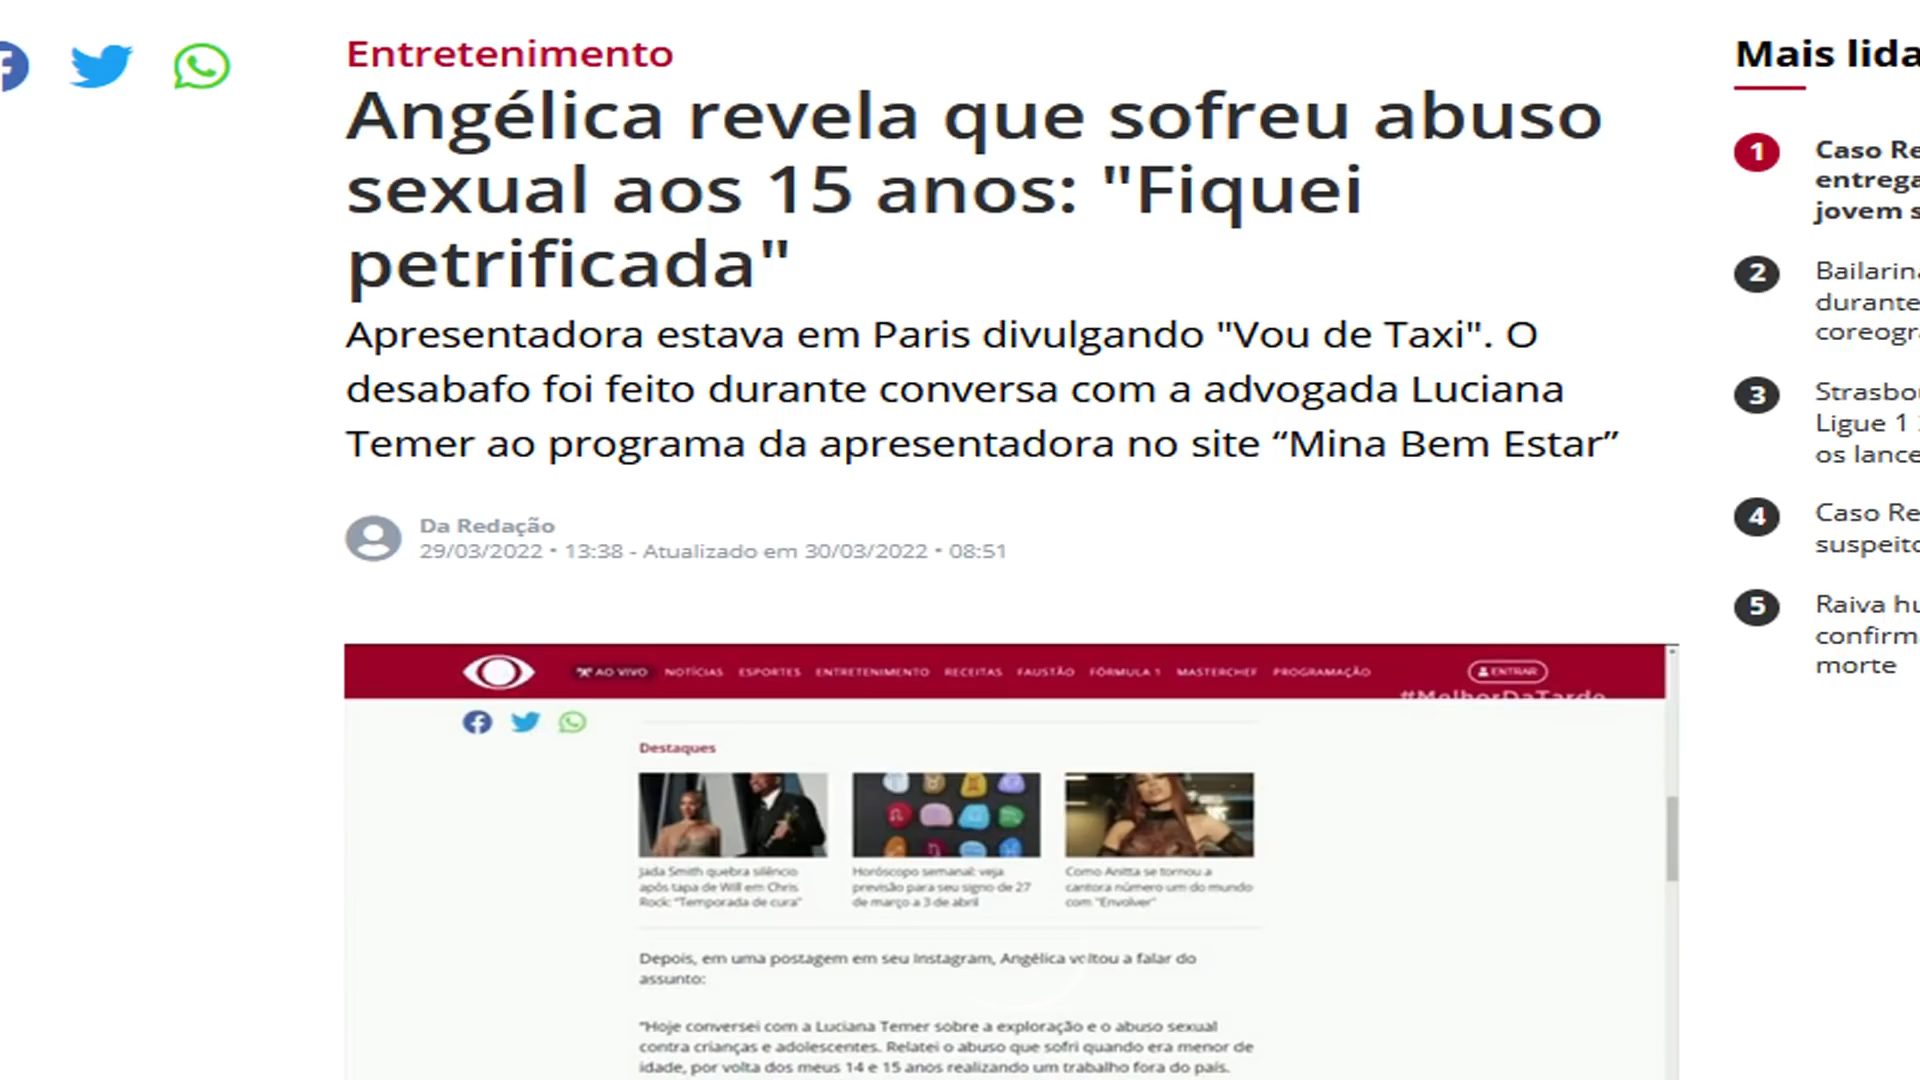 Entretenimento
Angélica revela que sofreu abuso
sexual aos 15 anos: "Fiquei
petrificada"
Apresentadora estava em Paris divulgando "Vou de Taxi". O
desabafo foi feito durante conversa com a advogada Luciana
Temer ao programa da apresentadora no site “Mina Bem Estar”
Da Redação
29/03/2022 • 13:38 - Atualizado em 30/03/2022 • 08:51
AO VIVO NOTÍCIAS ESPORTES ENTRETENIMENTO RECEITAS FAUSTÃO FÓRMULA 1 MASTERCHEF PROGRAMAÇÃO ENTRAR
#MelhorDaTarde
Destaques
Jada Smith quebra silêncio
após tapa de Will em Chris
Rock: "Temporada de cura"
Horóscopo semanal: veja
previsão para seu signo de 27
de março a 3 de abril
Como Anitta se tornou a
cantora número um do mundo
com "Envolver"
Depois, em uma postagem em seu Instagram, Angélica voltou a falar do
assunto:
"Hoje conversei com a Luciana Temer sobre a exploração e o abuso sexual
contra crianças e adolescentes. Relatei o abuso que sofri quando era menor de
idade, por volta dos meus 14 e 15 anos realizando um trabalho fora do país.
Mais lida
1 Caso Re
entrega
jovem s
2 Bailarina
durante
coreogra
3 Strasbou
Ligue 1
os lance
4 Caso Re
suspeito
5 Raiva hu
confirm
morte